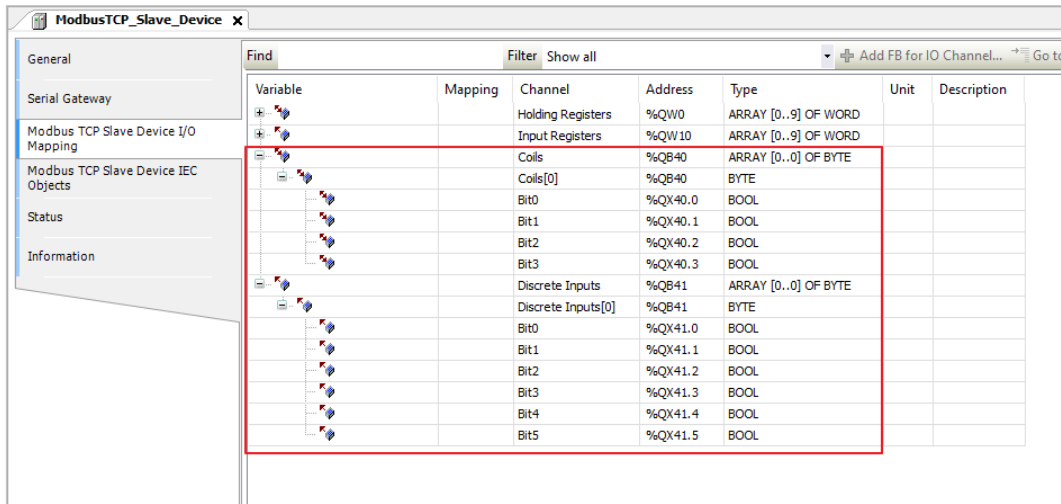 ModbusTCP_Slave_Device X
General
Serial Gateway
Modbus TCP Slave Device I/O
Mapping
Modbus TCP Slave Device IEC
Objects
Status
Information
Find Filter Show all Add FB for IO Channel... Go to
Variable Mapping Channel Address Type Unit Description
Holding Registers %QW0 ARRAY [0..9] OF WORD
Input Registers %QW10 ARRAY [0..9] OF WORD
Coils %QB40 ARRAY [0..0] OF BYTE
Coils[0] %QB40 BYTE
Bit0 %QX40.0 BOOL
Bit1 %QX40.1 BOOL
Bit2 %QX40.2 BOOL
Bit3 %QX40.3 BOOL
Discrete Inputs %QB41 ARRAY [0..0] OF BYTE
Discrete Inputs[0] %QB41 BYTE
Bit0 %QX41.0 BOOL
Bit1 %QX41.1 BOOL
Bit2 %QX41.2 BOOL
Bit3 %QX41.3 BOOL
Bit4 %QX41.4 BOOL
Bit5 %QX41.5 BOOL